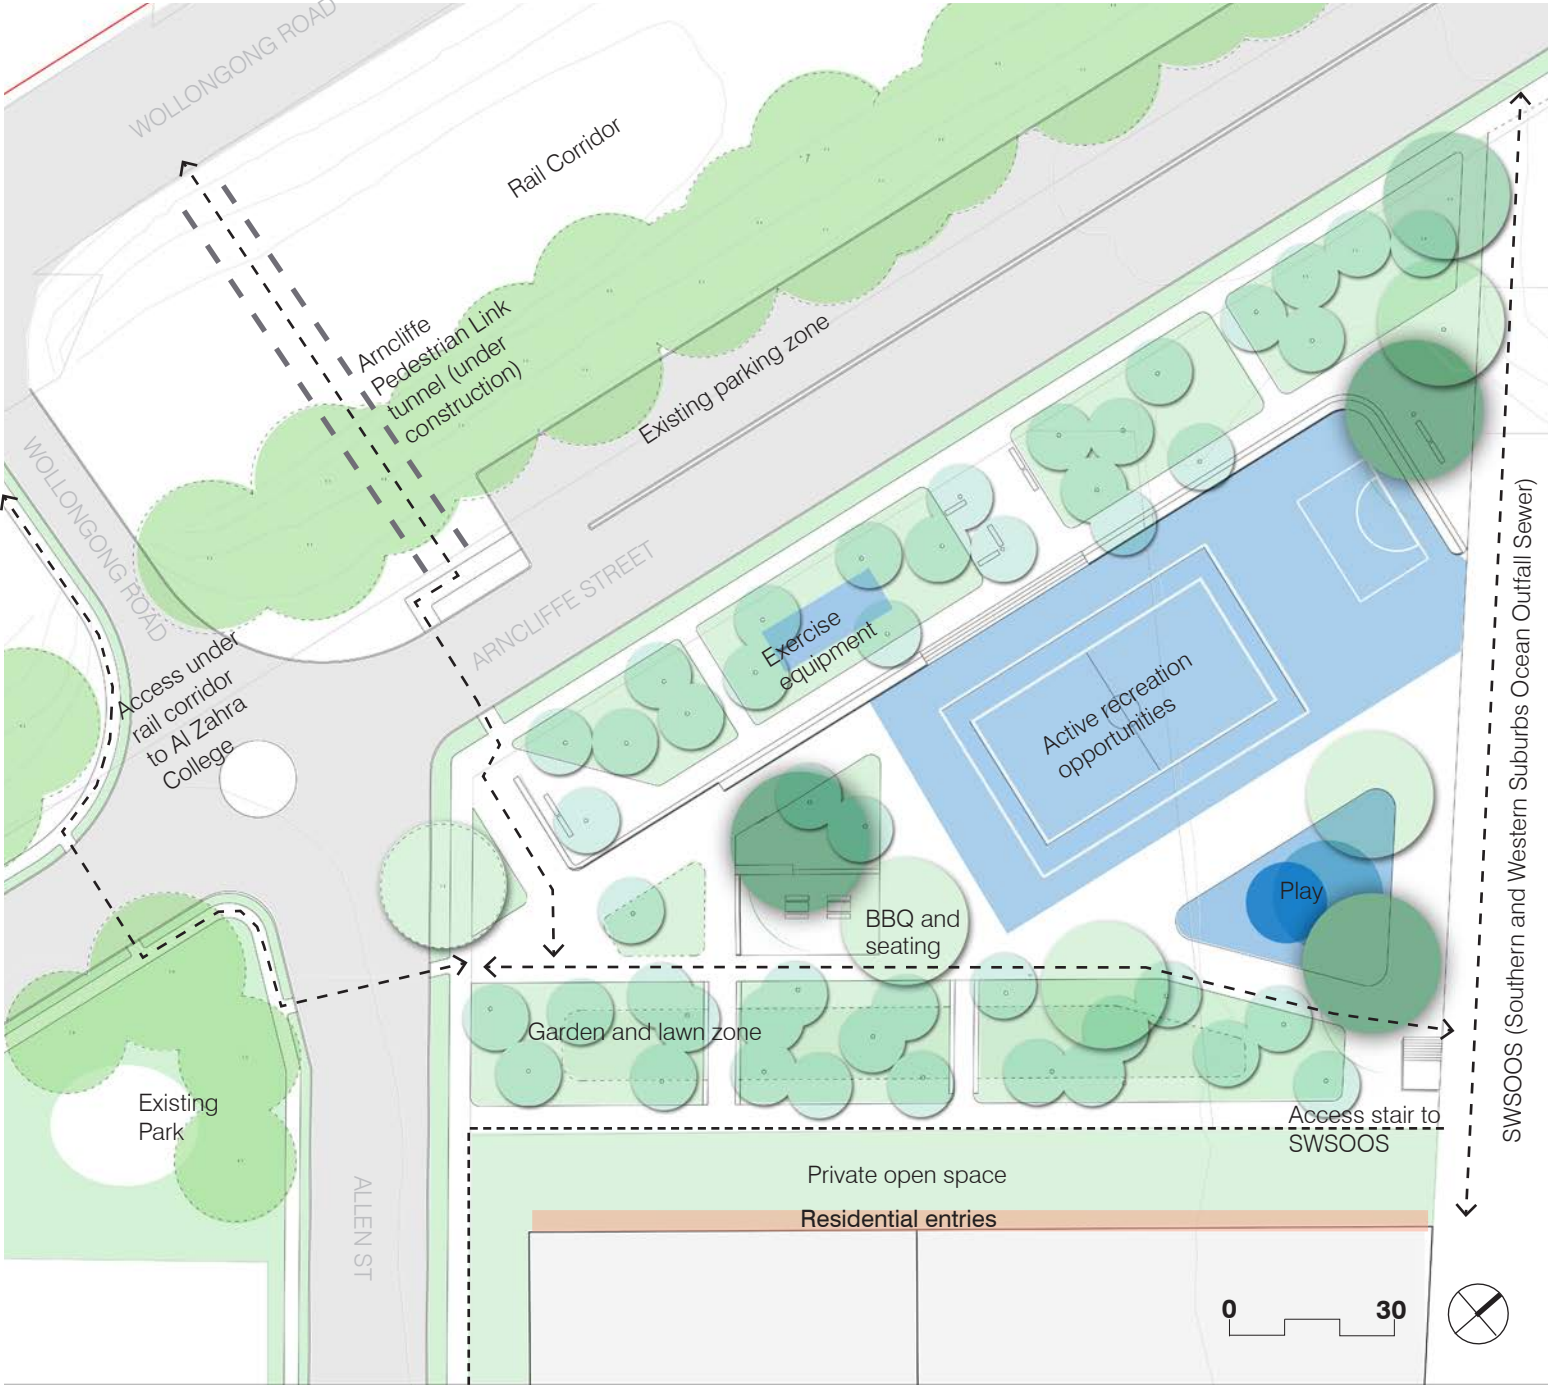 WOLLONGONG ROAD
Rail Corridor
Arncliffe
Pedestrian Link
tunnel (under
construction)
Existing parking zone
WOLLONGONG ROAD
ARNCLIFFE STREET
Access under
rail corridor
to Al Zahra
College
Exercise
equipment
Active recreation
opportunities
SWSOOS (Southern and Western Suburbs Ocean Outfall Sewer)
Play
BBQ and
seating
Garden and lawn zone
Existing
Park
Access stair to
SWSOOS
Private open space
Residential entries
ALLEN ST
0 30